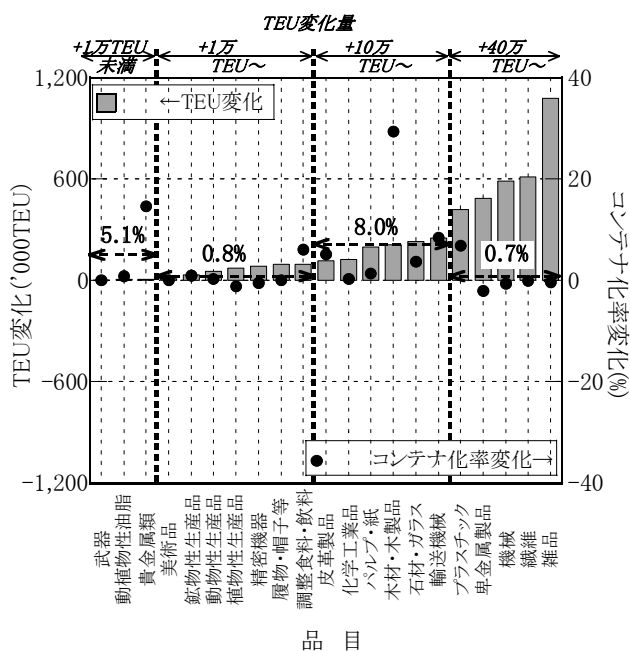 TEU変化量
+1万TEU
未満
+1万
TEU～
+10万
TEU～
+40万
TEU～
1,200
600
0
−600
−1,200
TEU変化('000TEU)
40
20
0
−20
−40
コンテナ化率変化(%)
←TEU変化
5.1%
0.8%
8.0%
0.7%
コンテナ化率変化→
武器
動植物性油脂
貴金属類
美術品
鉱物性生産品
動物性生産品
植物性生産品
精密機器
履物・帽子等
調整食料・飲料
皮革製品
化学工業品
パルプ・紙
木材・木製品
石材・ガラス
輸送機械
プラスチック
卑金属製品
機械
繊維
雑品
品 目